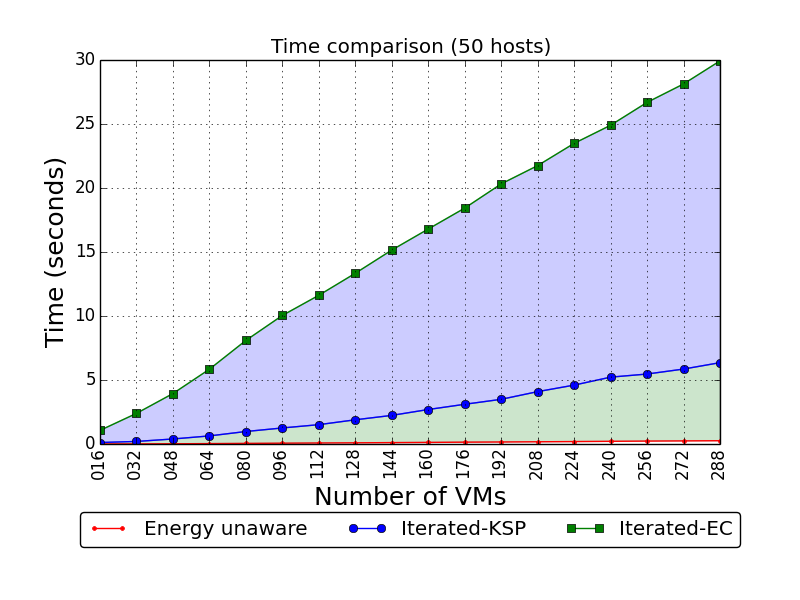 Time comparison (50 hosts)
30
25
20
15
10
5
0
Time (seconds)
016 032 048 064 080 096 112 128 144 160 176 192 208 224 240 256 272 288
Number of VMs
Energy unaware Iterated-KSP Iterated-EC